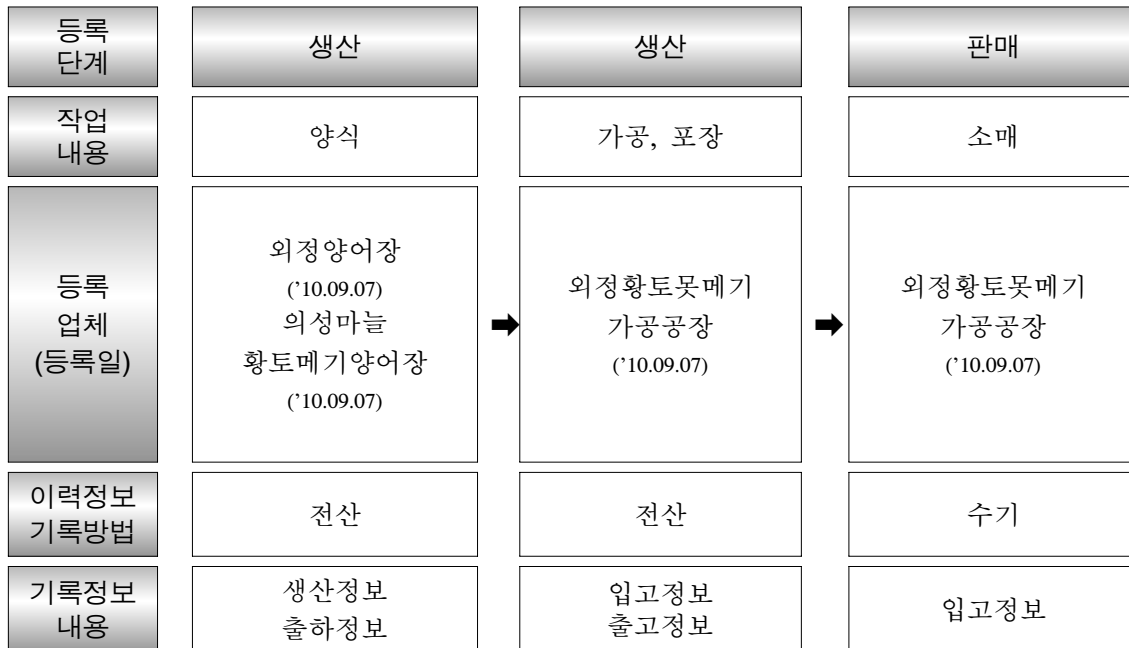 등록
단계
생산
생산
판매
작업
내용
양식
가공, 포장
소매
등록
업체
(등록일)
외정양어장
(’10.09.07)
의성마늘
황토메기양어장
(’10.09.07)
➡
외정황토못메기
가공공장
(’10.09.07)
➡
외정황토못메기
가공공장
(’10.09.07)
이력정보
기록방법
전산
전산
수기
기록정보
내용
생산정보
출하정보
입고정보
출고정보
입고정보